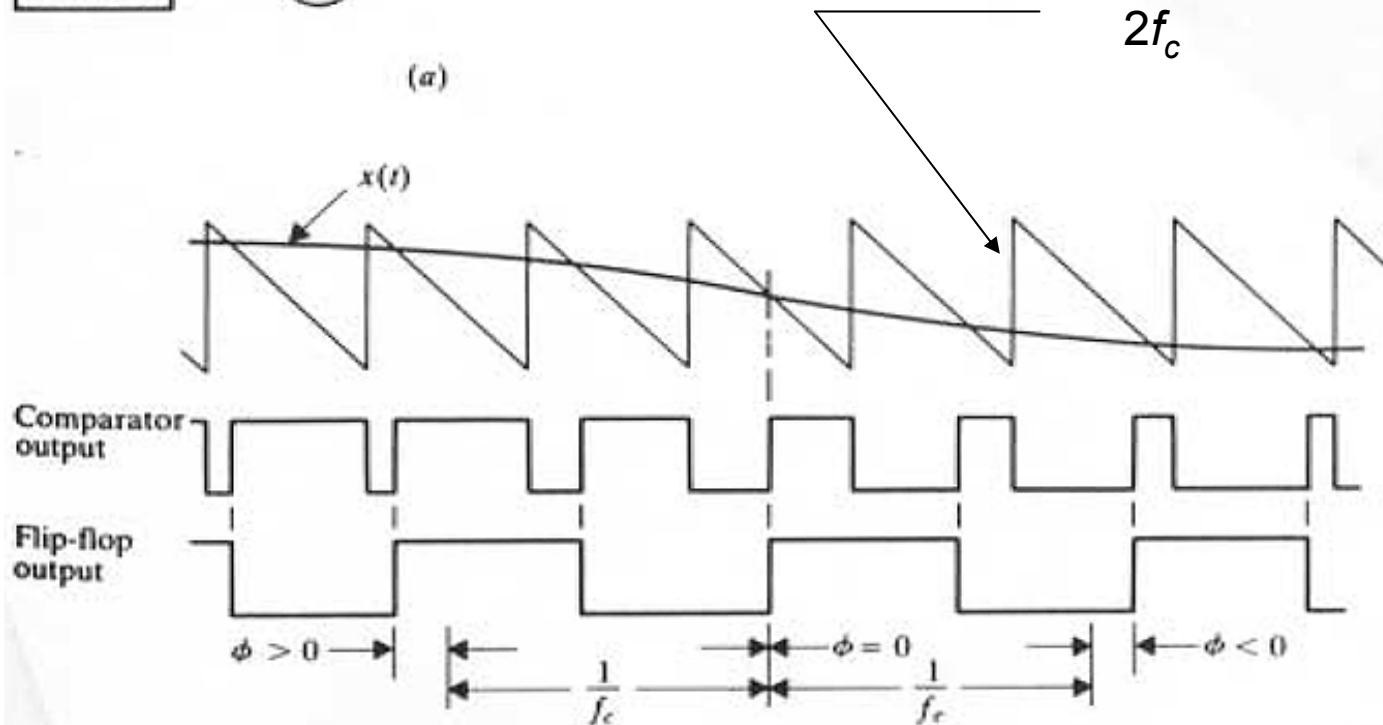 2f_c
(a)
x(t)
Comparator
output
Flip-flop
output
ϕ > 0
ϕ = 0
ϕ < 0
1/f_c
1/f_c